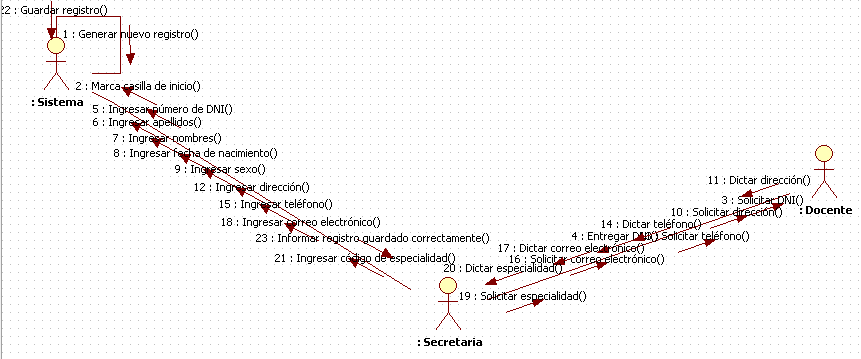 22 : Guardar registro()
1 : Generar nuevo registro()
2 : Marca casilla de inicio()
: Sistema
5 : Ingresar número de DNI()
6 : Ingresar apellidos()
7 : Ingresar nombres()
8 : Ingresar fecha de nacimiento()
9 : Ingresar sexo()
12 : Ingresar dirección()
15 : Ingresar teléfono()
18 : Ingresar correo electrónico()
23 : Informar registro guardado correctamente()
21 : Ingresar código de especialidad()
11 : Dictar dirección()
3 : Solicitar DNI()
10 : Solicitar dirección()
: Docente
14 : Dictar teléfono()
4 : Entregar DNI()
Solicitar teléfono()
17 : Dictar correo electrónico()
16 : Solicitar correo electrónico()
20 : Dictar especialidad()
19 : Solicitar especialidad()
: Secretaria